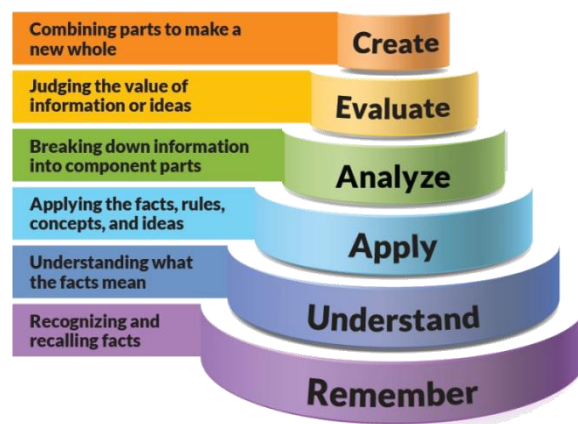 Combining parts to make a
new whole
Create
Judging the value of
information or ideas
Evaluate
Breaking down information
into component parts
Analyze
Applying the facts, rules,
concepts, and ideas
Apply
Understanding what
the facts mean
Understand
Recognizing and
recalling facts
Remember